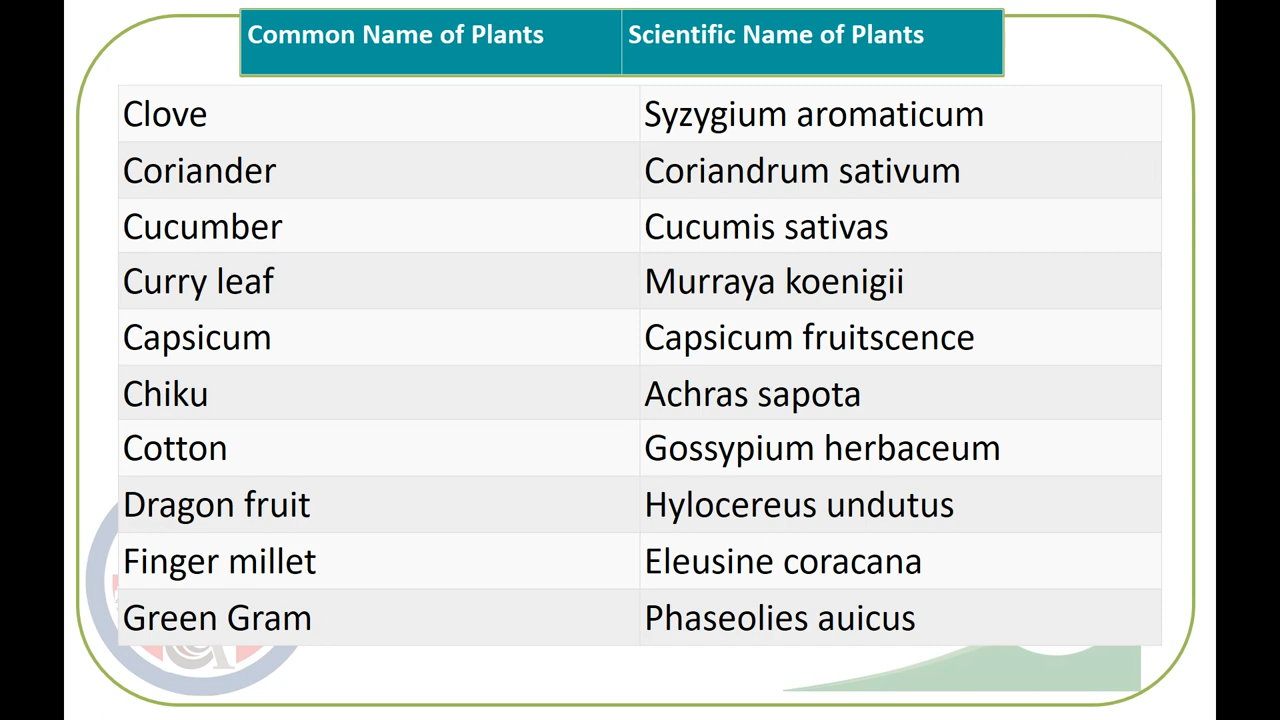 Common Name of Plants Scientific Name of Plants
Clove Syzygium aromaticum
Coriander Coriandrum sativum
Cucumber Cucumis sativas
Curry leaf Murraya koenigii
Capsicum Capsicum fruitscence
Chiku Achras sapota
Cotton Gossypium herbaceum
Dragon fruit Hylocereus undutus
Finger millet Eleusine coracana
Green Gram Phaseolies auicus